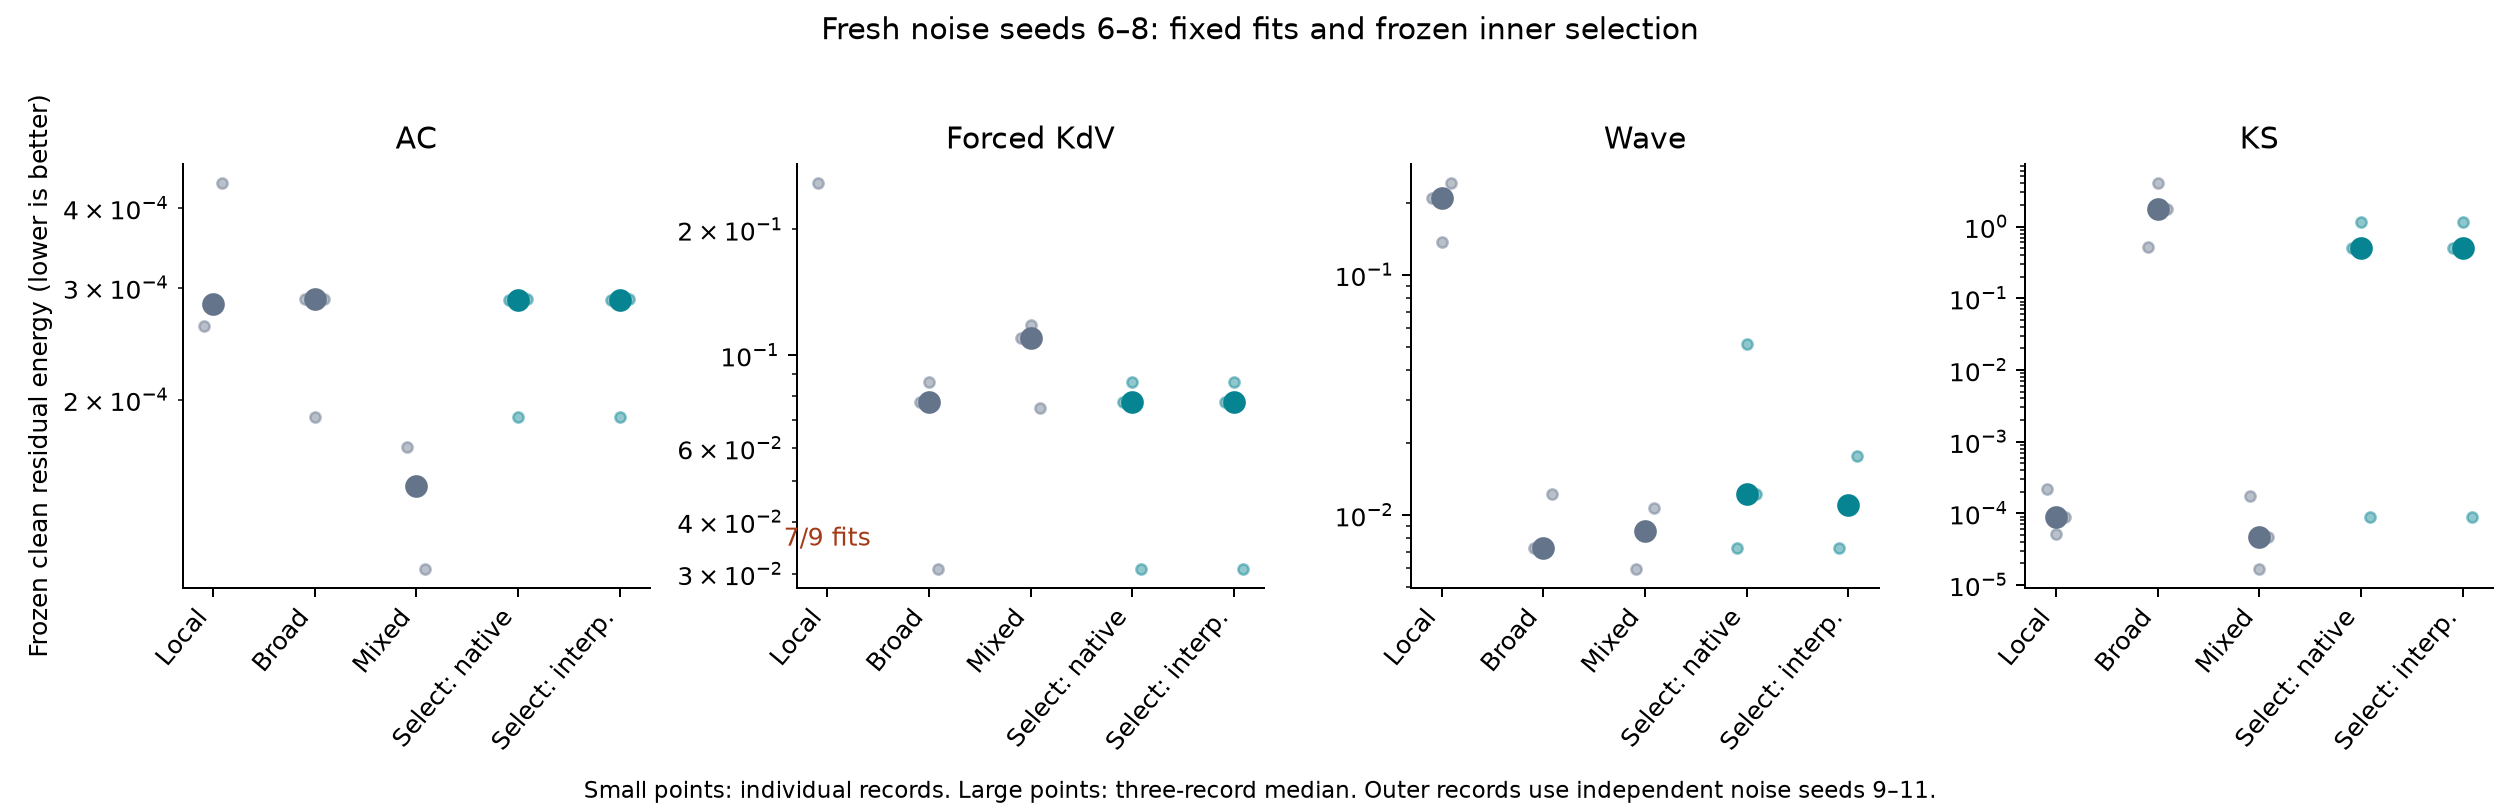 Fresh noise seeds 6–8: fixed fits and frozen inner selection
Frozen clean residual energy (lower is better)
AC
4 × 10⁻⁴
3 × 10⁻⁴
2 × 10⁻⁴
Local
Broad
Mixed
Select: native
Select: interp.
Forced KdV
2 × 10⁻¹
10⁻¹
6 × 10⁻²
4 × 10⁻²
3 × 10⁻²
7/9 fits
Local
Broad
Mixed
Select: native
Select: interp.
Wave
10⁻¹
10⁻²
Local
Broad
Mixed
Select: native
Select: interp.
KS
10⁰
10⁻¹
10⁻²
10⁻³
10⁻⁴
10⁻⁵
Local
Broad
Mixed
Select: native
Select: interp.
Small points: individual records. Large points: three-record median. Outer records use independent noise seeds 9–11.